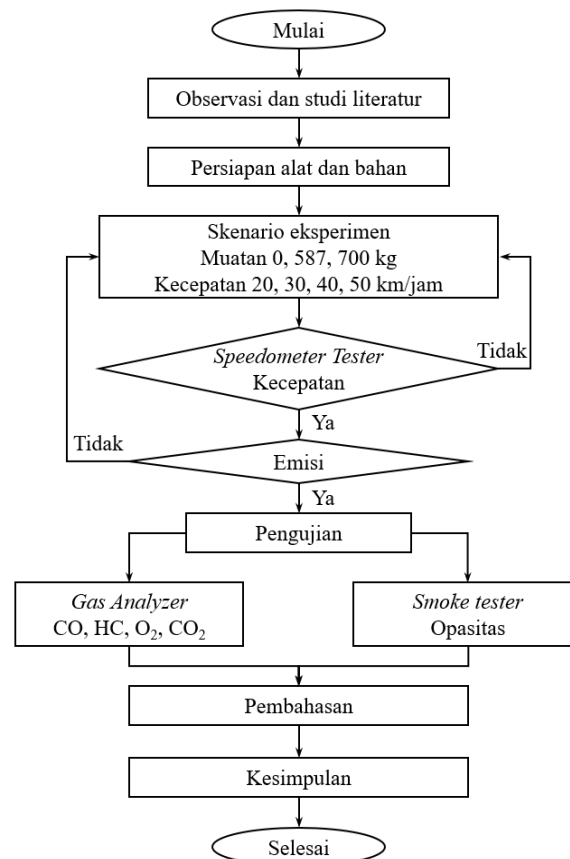 Mulai
Observasi dan studi literatur
Persiapan alat dan bahan
Skenario eksperimen
Muatan 0, 587, 700 kg
Kecepatan 20, 30, 40, 50 km/jam
Speedometer Tester
Kecepatan
Tidak
Ya
Tidak
Emisi
Ya
Pengujian
Gas Analyzer
CO, HC, O₂, CO₂
Smoke tester
Opasitas
Pembahasan
Kesimpulan
Selesai